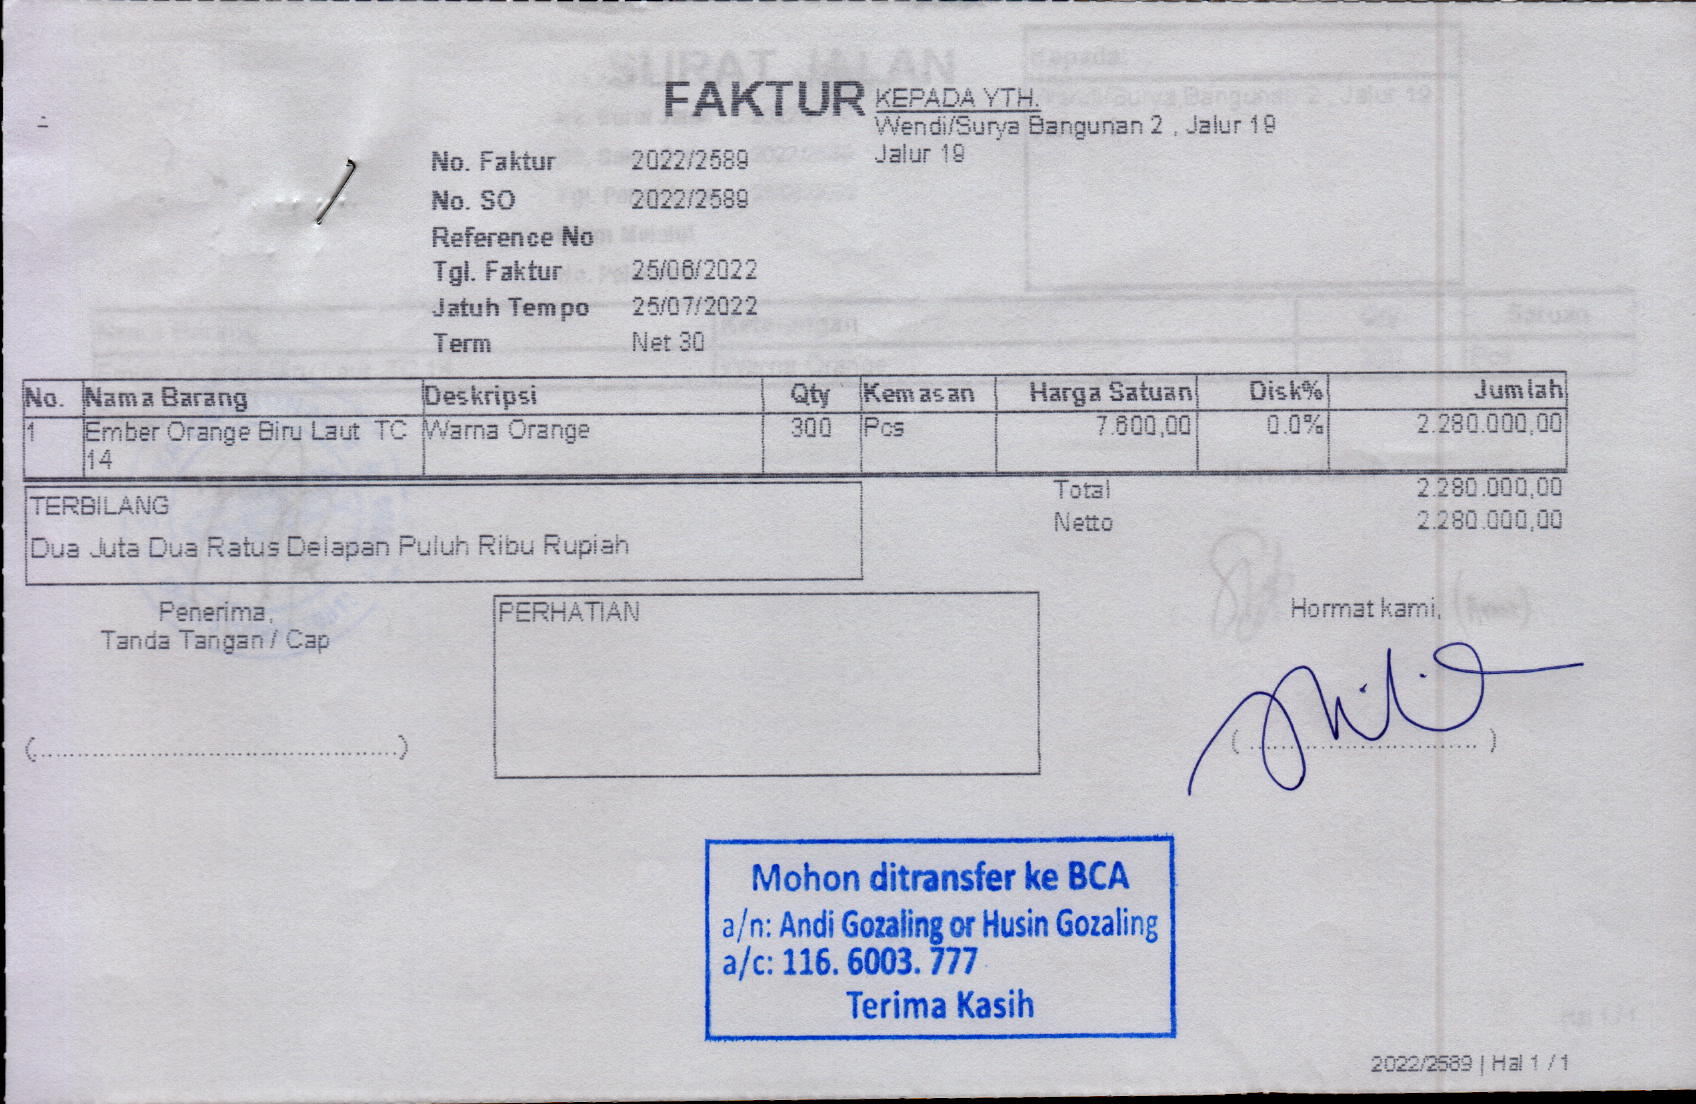 FAKTUR
KEPADA YTH.
Wendi/Surya Bangunan 2 , Jalur 19
Jalur 19
No. Faktur 2022/2589
No. SO 2022/2589
Reference No
Tgl. Faktur 25/06/2022
Jatuh Tempo 25/07/2022
Term Net 30
No. Nama Barang Deskripsi Qty Kemasan Harga Satuan Disk% Jumlah
1 Ember Orange Biru Laut TC Warna Orange 300 Pcs 7.600,00 0.0% 2.280.000,00
14
TERBILANG
Dua Juta Dua Ratus Delapan Puluh Ribu Rupiah
Total 2.280.000,00
Netto 2.280.000,00
Penerima,
Tanda Tangan / Cap
(................................................)
PERHATIAN
Hormat kami,
(..............................)
Mohon ditransfer ke BCA
a/n: Andi Gozaling or Husin Gozaling
a/c: 116. 6003. 777
Terima Kasih
2022/2589 | Hal 1 / 1